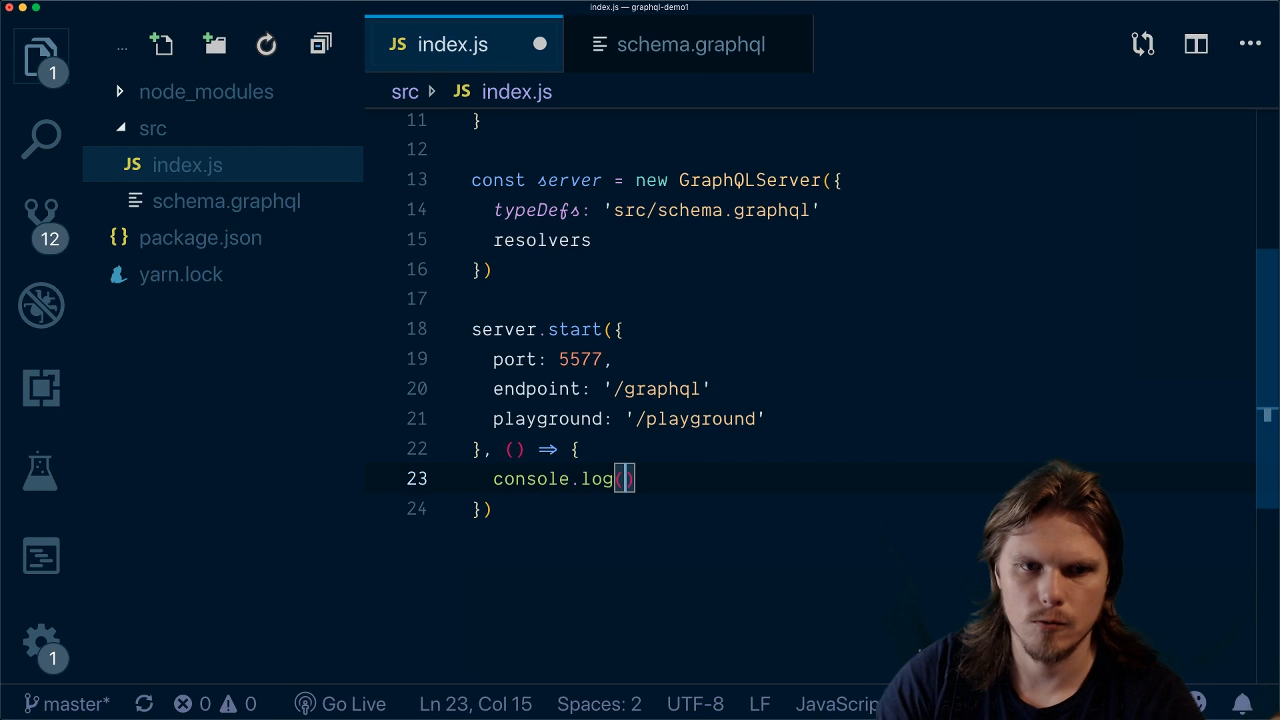 index.js — graphql-demo1
1
...
JS index.js
schema.graphql
node_modules
src
JS index.js
schema.graphql
{ } package.json
yarn.lock
12
1
src JS index.js
11 }
12
13 const server = new GraphQLServer({
14 typeDefs: 'src/schema.graphql'
15 resolvers
16 })
17
18 server.start({
19 port: 5577,
20 endpoint: '/graphql'
21 playground: '/playground'
22 }, () => {
23 console.log()
24 })
master* 0 0 Go Live Ln 23, Col 15 Spaces: 2 UTF-8 LF